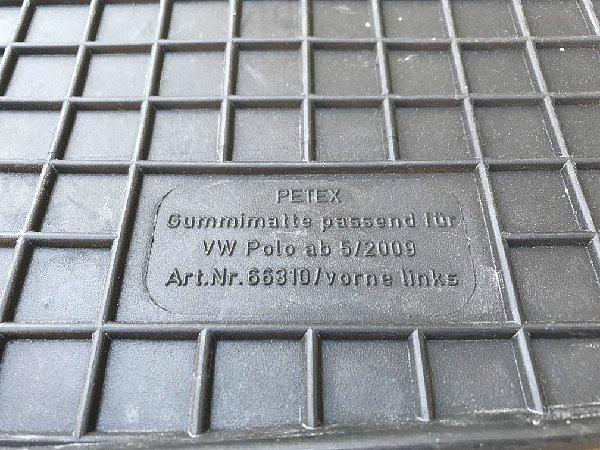 PETEX
Gummimatte passend für
VW Polo ab 5/2009
Art.Nr.66310/vorne links